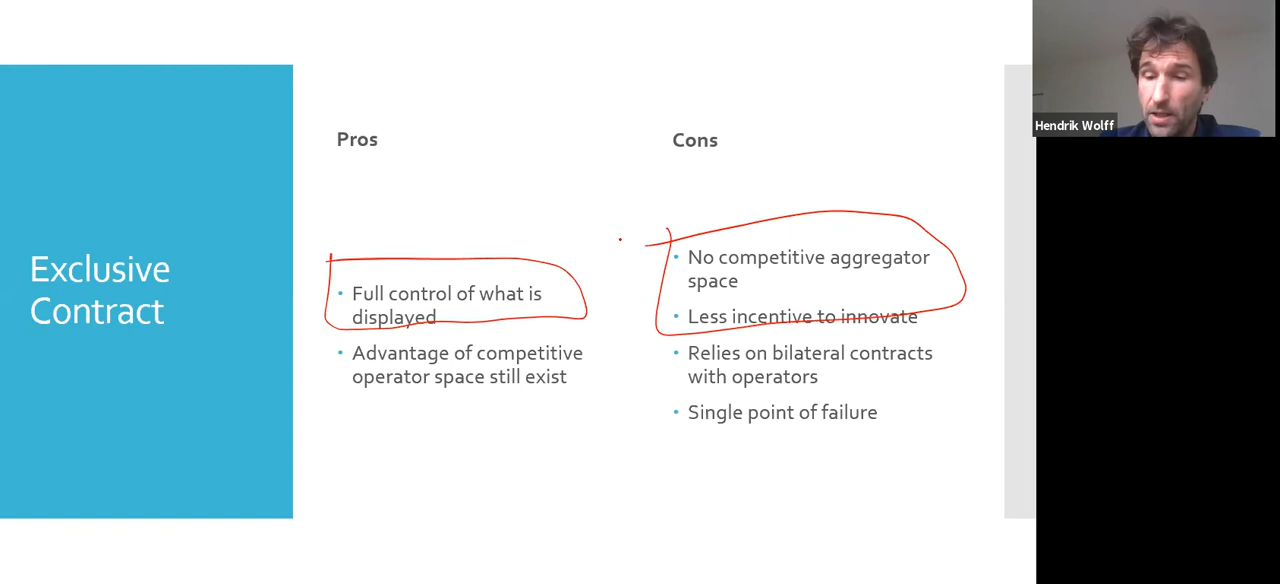 Exclusive
Contract
Pros
• Full control of what is
displayed
• Advantage of competitive
operator space still exist
Cons
• No competitive aggregator
space
• Less incentive to innovate
• Relies on bilateral contracts
with operators
• Single point of failure
Hendrik Wolff